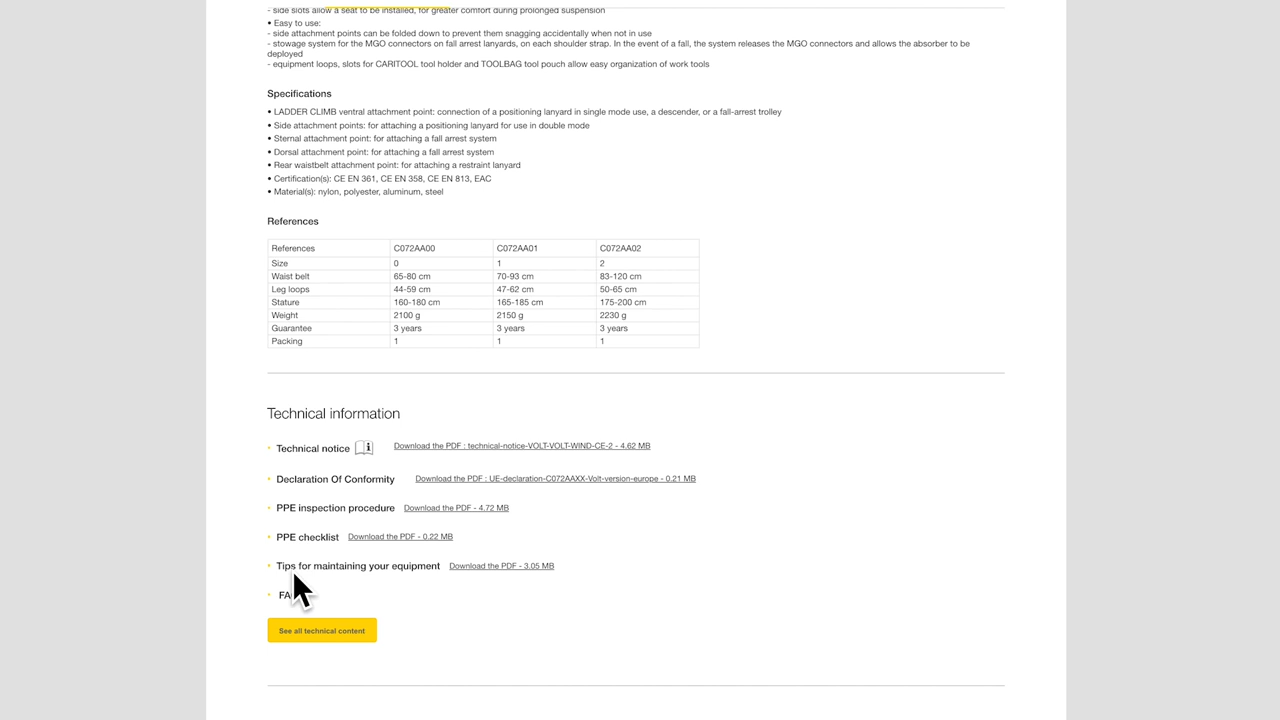 - side slots allow a seat to be installed, for greater comfort during prolonged suspension
• Easy to use:
- side attachment points can be folded down to prevent them snagging accidentally when not in use
- stowage system for the MGO connectors on fall arrest lanyards, on each shoulder strap. In the event of a fall, the system releases the MGO connectors and allows the absorber to be
deployed
- equipment loops, slots for CARITOOL tool holder and TOOLBAG tool pouch allow easy organization of work tools
Specifications
• LADDER CLIMB ventral attachment point: connection of a positioning lanyard in single mode use, a descender, or a fall-arrest trolley
• Side attachment points: for attaching a positioning lanyard for use in double mode
• Sternal attachment point: for attaching a fall arrest system
• Dorsal attachment point: for attaching a fall arrest system
• Rear waistbelt attachment point: for attaching a restraint lanyard
• Certification(s): CE EN 361, CE EN 358, CE EN 813, EAC
• Material(s): nylon, polyester, aluminum, steel
References
References C072AA00 C072AA01 C072AA02
Size 0 1 2
Waist belt 65-80 cm 70-93 cm 83-120 cm
Leg loops 44-59 cm 47-62 cm 50-65 cm
Stature 160-180 cm 165-185 cm 175-200 cm
Weight 2100 g 2150 g 2230 g
Guarantee 3 years 3 years 3 years
Packing 1 1 1
Technical information
• Technical notice Download the PDF : technical-notice-VOLT-VOLT-WIND-CE-2 - 4.62 MB
• Declaration Of Conformity Download the PDF : UE-declaration-C072AAXX-Volt-version-europe - 0.21 MB
• PPE inspection procedure Download the PDF - 4.72 MB
• PPE checklist Download the PDF - 0.22 MB
• Tips for maintaining your equipment Download the PDF - 3.05 MB
• FA
See all technical content